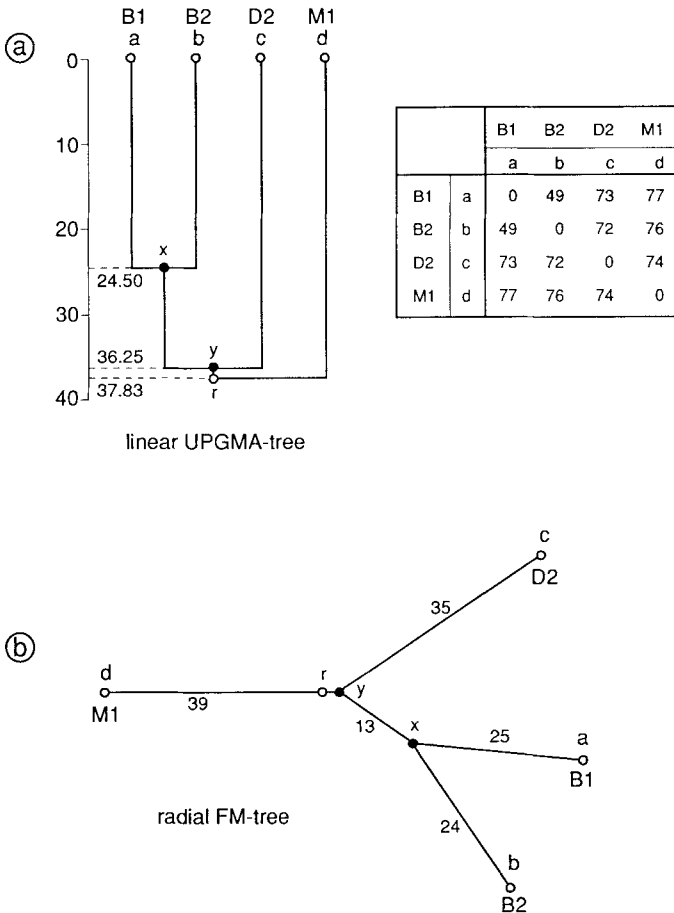 B1 B2 D2 M1
a b c d
a
0
10
20
30
40
x
24.50
y
36.25
37.83
r
linear UPGMA-tree
B1 B2 D2 M1
a b c d
B1 a 0 49 73 77
B2 b 49 0 72 76
D2 c 73 72 0 74
M1 d 77 76 74 0
b
c
D2
35
d
M1
39
r
y
13
x
25
a
B1
24
b
B2
radial FM-tree